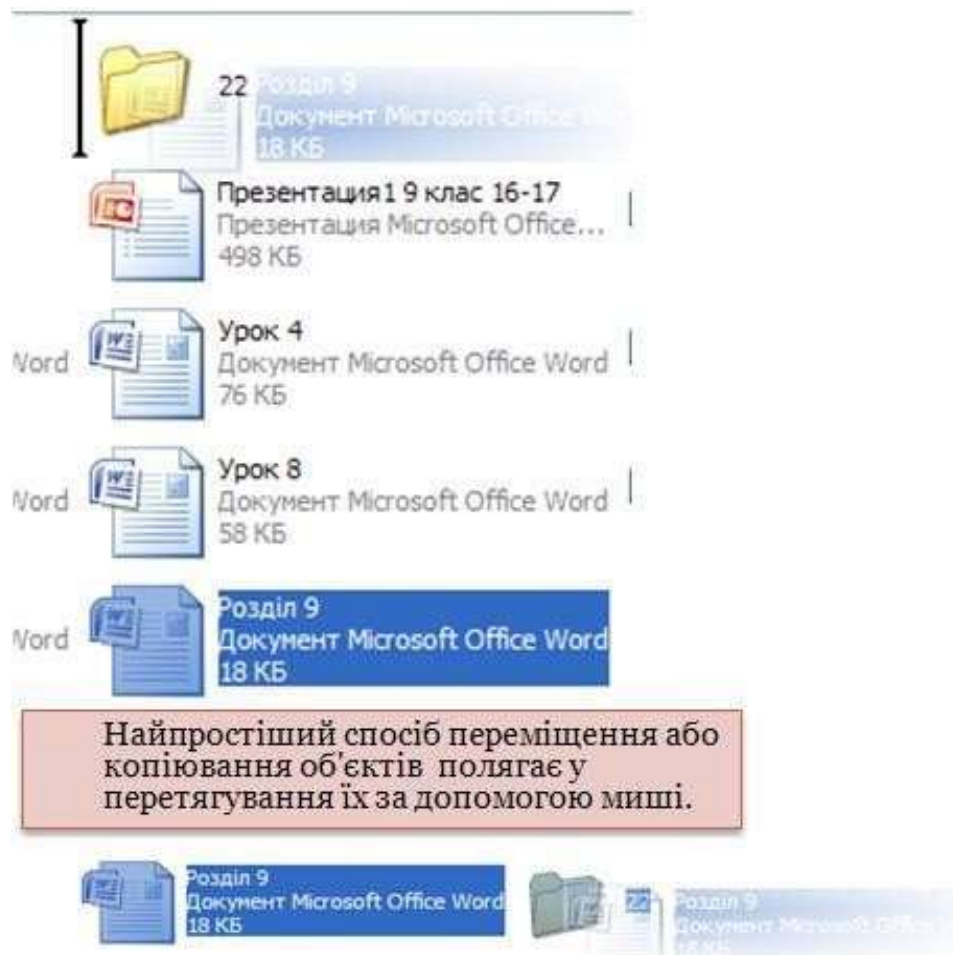 22 Розділ 9
Документ Microsoft Office W
18 КБ
Презентация1 9 клас 16-17
Презентация Microsoft Office...
498 КБ
Урок 4
Word Документ Microsoft Office Word
76 КБ
Урок 8
Word Документ Microsoft Office Word
58 КБ
Розділ 9
Word Документ Microsoft Office Word
18 КБ
Найпростіший спосіб переміщення або
копіювання об'єктів полягає у
перетягування їх за допомогою миші.
Розділ 9
Документ Microsoft Office Word
18 КБ
22 Розділ 9
Документ Microsoft Office W
18 КБ